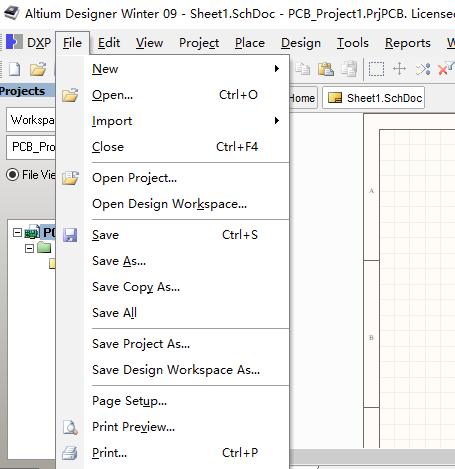 Altium Designer Winter 09 - Sheet1.SchDoc - PCB_Project1.PrjPCB. License
DXP File Edit View Project Place Design Tools Reports W
Projects
Home Sheet1.SchDoc
Workspa
PCB_Pro
File Vie
PC
New
Open... Ctrl+O
Import
Close Ctrl+F4
Open Project...
Open Design Workspace...
Save Ctrl+S
Save As...
Save Copy As...
Save All
Save Project As...
Save Design Workspace As...
Page Setup...
Print Preview...
Print... Ctrl+P
A
B